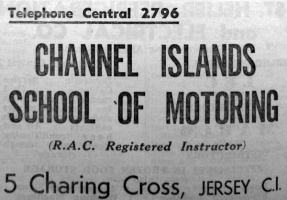 Telephone Central 2796
CHANNEL ISLANDS
SCHOOL OF MOTORING
(R.A.C. Registered Instructor)
5 Charing Cross, JERSEY C.I.